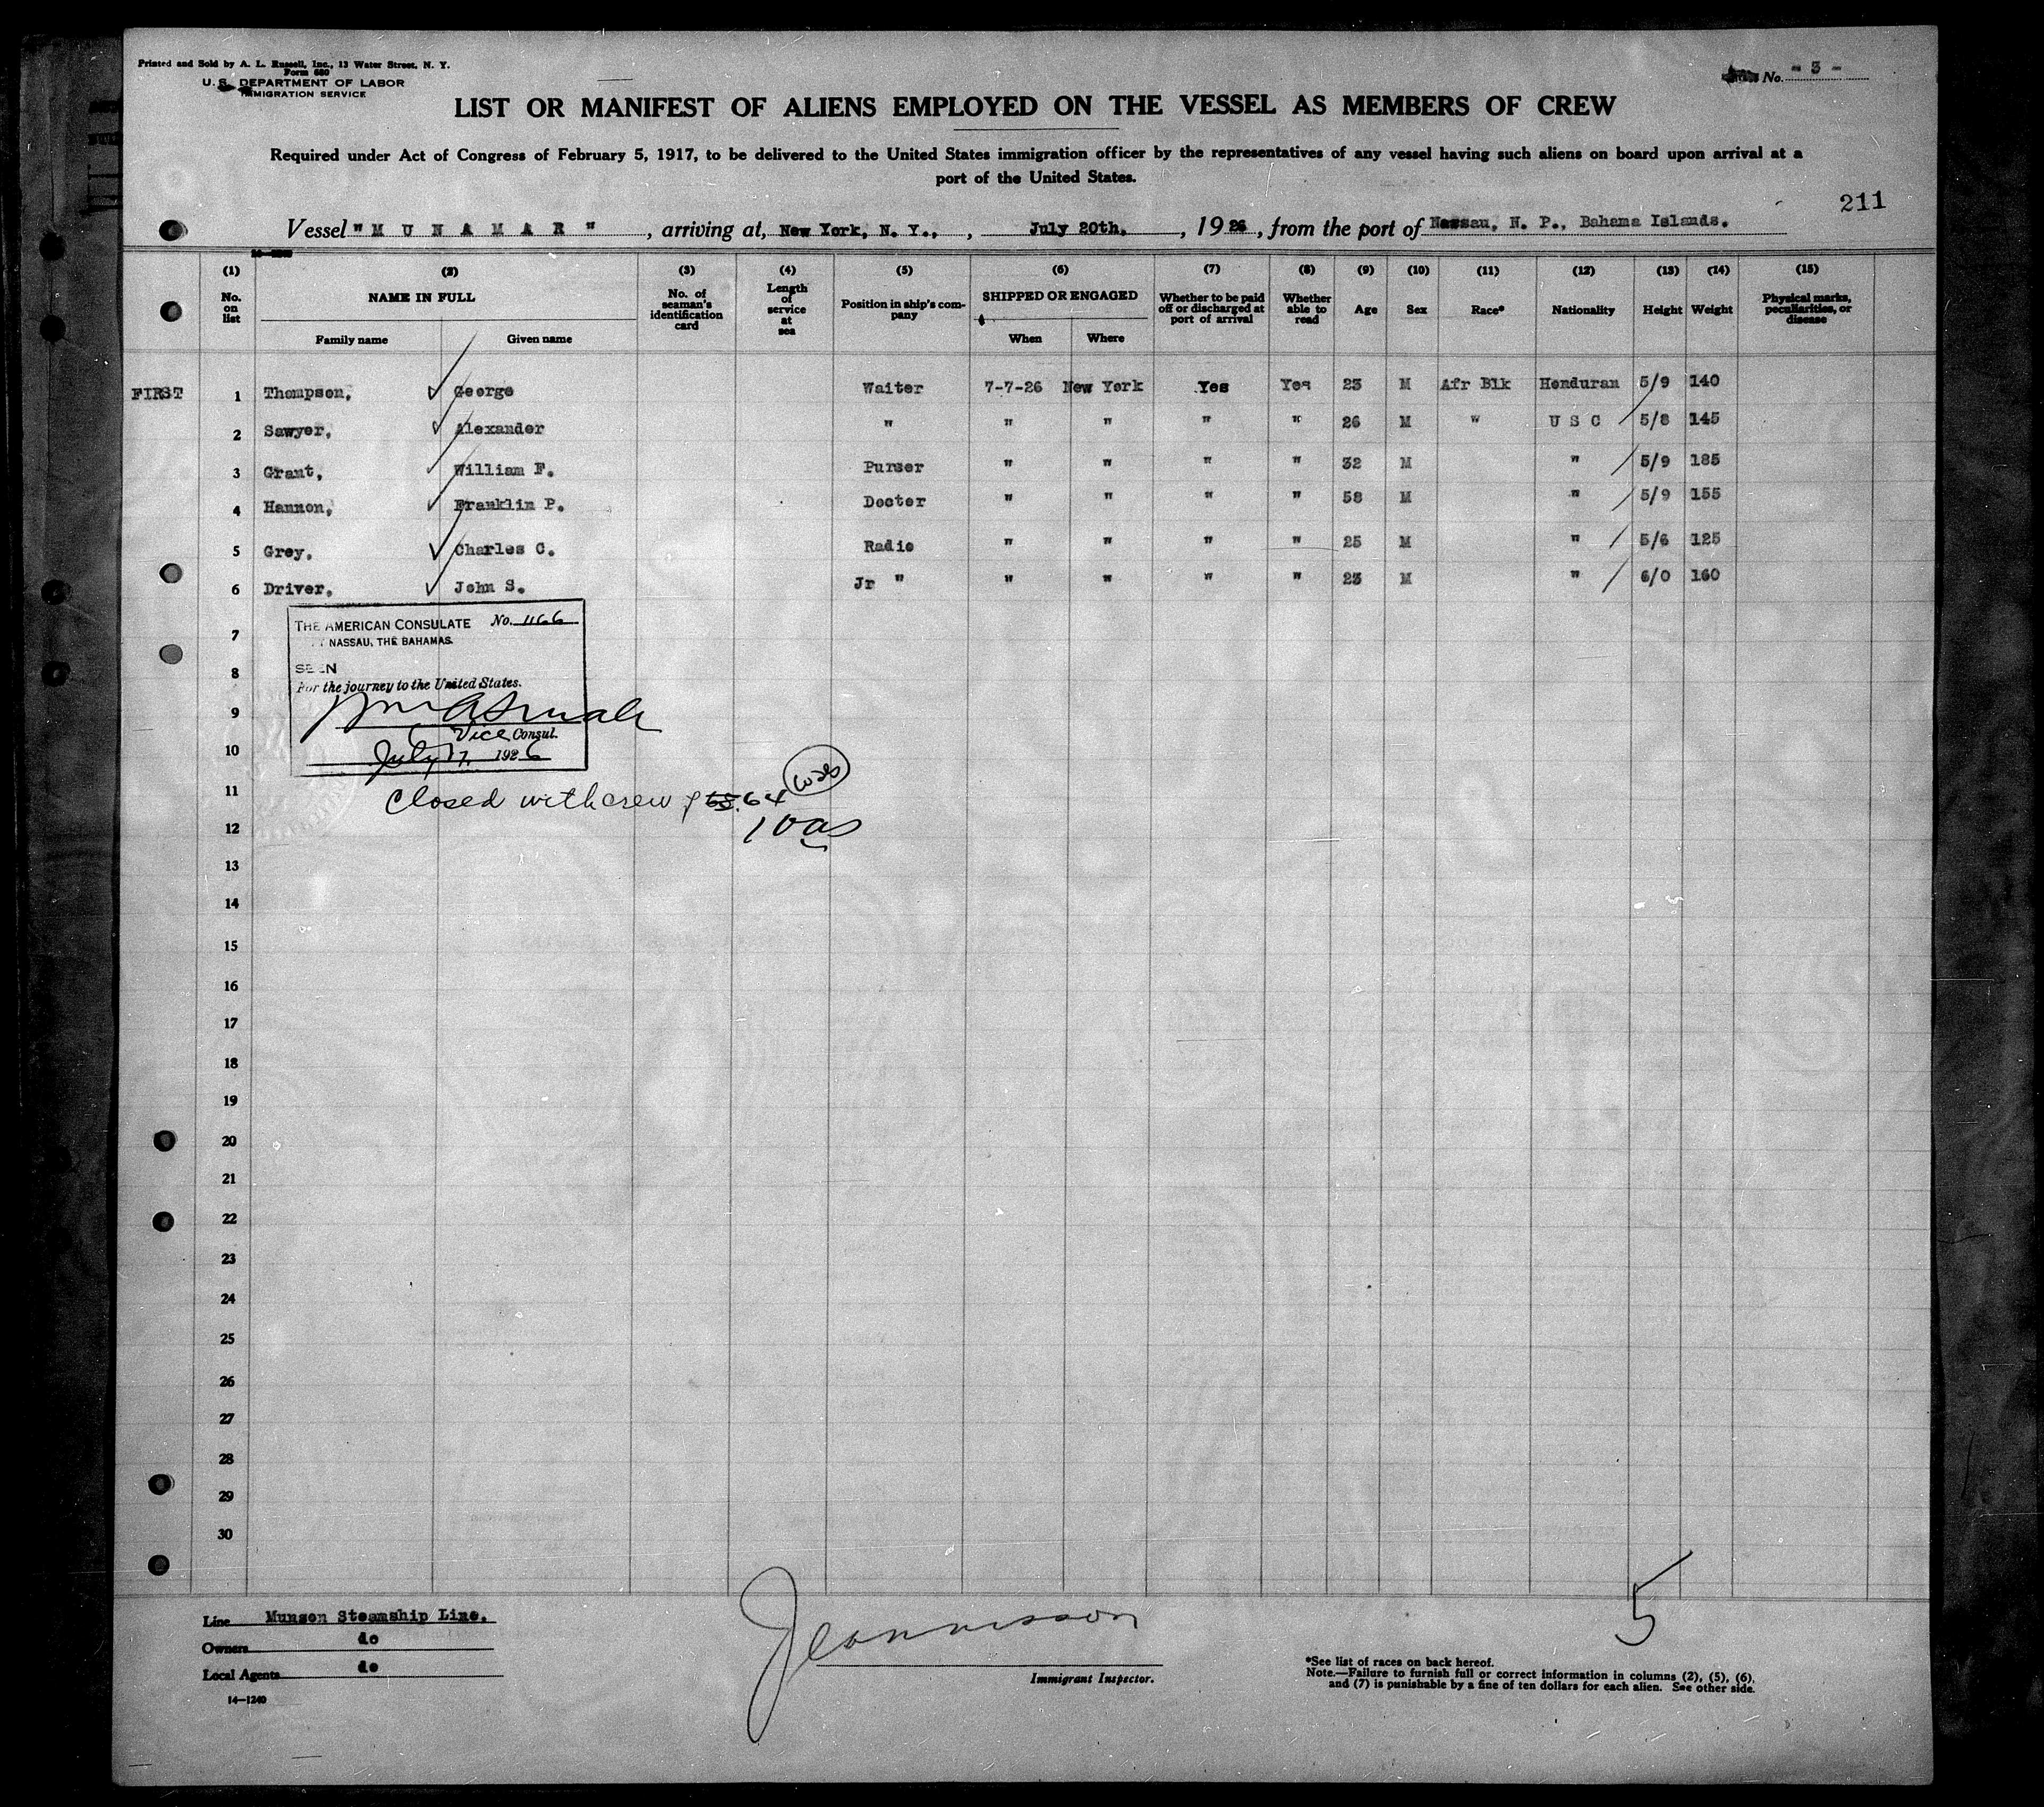 Printed and Sold by A. L. Russell, Inc., 13 Water Street, N. Y.
Form 680
U. S. DEPARTMENT OF LABOR
IMMIGRATION SERVICE
No. - 3 -
LIST OR MANIFEST OF ALIENS EMPLOYED ON THE VESSEL AS MEMBERS OF CREW
Required under Act of Congress of February 5, 1917, to be delivered to the United States immigration officer by the representatives of any vessel having such aliens on board upon arrival at a
port of the United States.
211
Vessel "M U N A M A R", arriving at, New York, N. Y., , July 20th. , 1926, from the port of Nassau, N. P., Bahama Islands.
(1) (2) (3) (4) (5) (6) (7) (8) (9) (10) (11) (12) (13) (14) (15)
No. on list NAME IN FULL No. of seaman's identification card Length of service at sea Position in ship's company SHIPPED OR ENGAGED Whether to be paid off or discharged at port of arrival Whether able to read Age Sex Race* Nationality Height Weight Physical marks, peculiarities, or disease
Family name Given name When Where
FIRST 1 Thompson, George Waiter 7-7-26 New York Yes Yes 23 M Afr Blk Honduran 5/9 140
2 Sawyer, Alexander " " " " " 26 M " U S C 5/8 145
3 Grant, William F. Purser " " " " 32 M " 5/9 185
4 Hannon, Franklin P. Docter " " " " 58 M " 5/9 155
5 Grey, Charles C. Radio " " " " 25 M " 5/6 125
6 Driver, John S. Jr " " " " " 23 M " 6/0 160
THE AMERICAN CONSULATE No. 1166
NASSAU, THE BAHAMAS.
7
SEEN
8
For the journey to the United States.
9
Vice Consul.
10
July 17, 1926
11
Closed with crew of 64
12
13
14
15
16
17
18
19
20
21
22
23
24
25
26
27
28
29
30
5
Line Munson Steamship Line.
Owners do
Local Agents do
14—1240
Immigrant Inspector.
*See list of races on back hereof.
Note.—Failure to furnish full or correct information in columns (2), (5), (6),
and (7) is punishable by a fine of ten dollars for each alien. See other side.